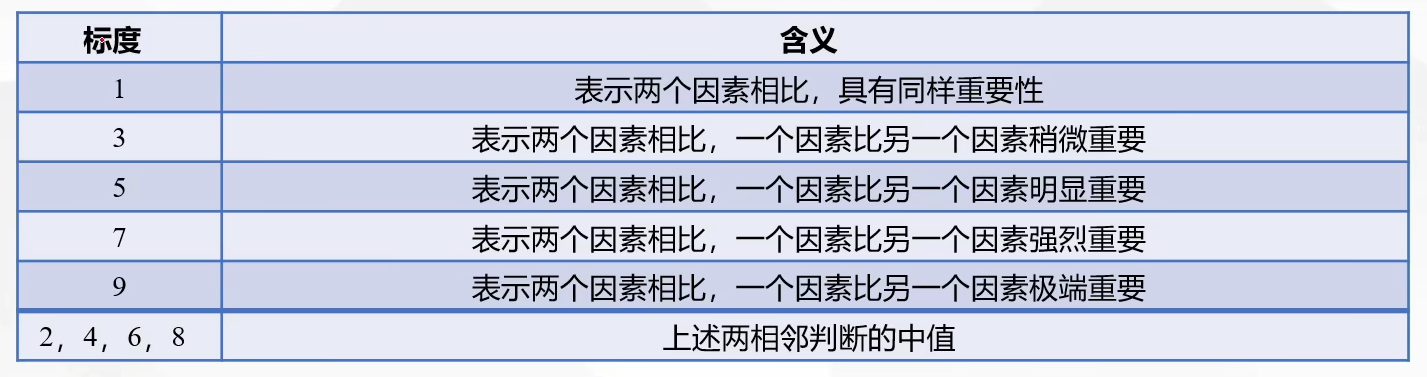 标度 含义
1 表示两个因素相比，具有同样重要性
3 表示两个因素相比，一个因素比另一个因素稍微重要
5 表示两个因素相比，一个因素比另一个因素明显重要
7 表示两个因素相比，一个因素比另一个因素强烈重要
9 表示两个因素相比，一个因素比另一个因素极端重要
2，4，6，8 上述两相邻判断的中值